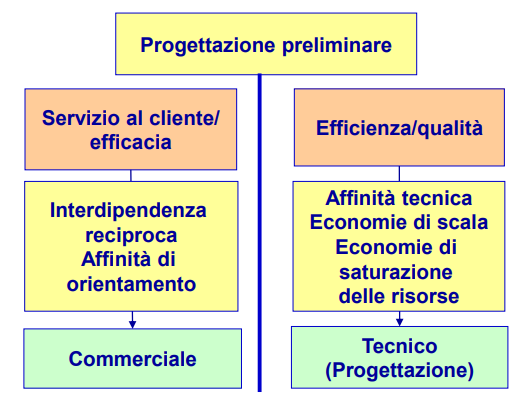 Progettazione preliminare
Servizio al cliente/
efficacia
Interdipendenza
reciproca
Affinità di
orientamento
Commerciale
Efficienza/qualità
Affinità tecnica
Economie di scala
Economie di
saturazione
delle risorse
Tecnico
(Progettazione)